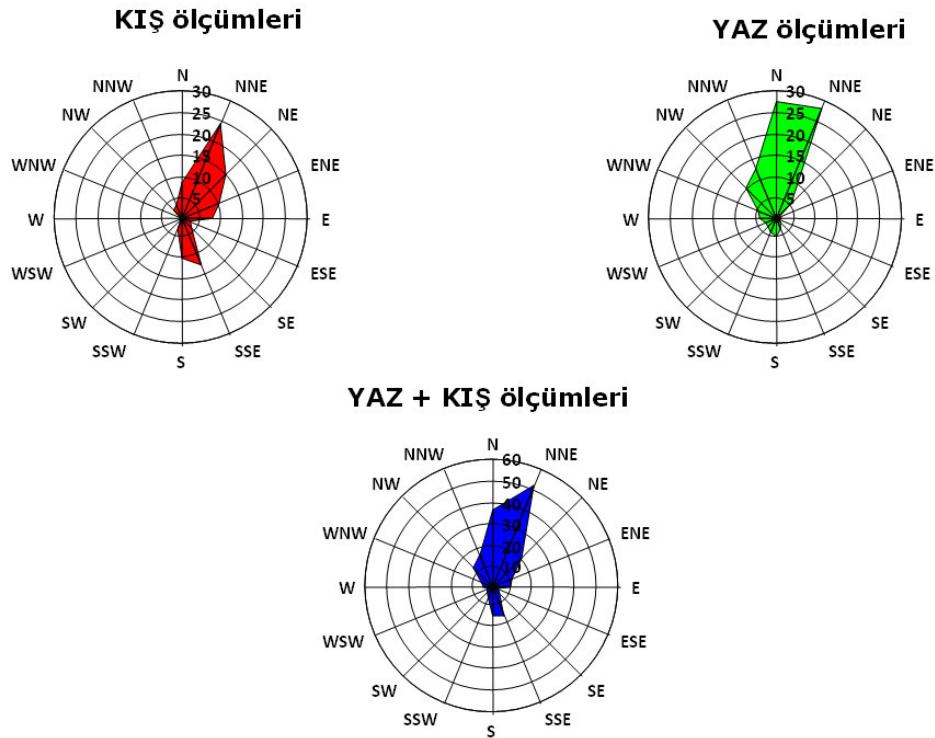 KIŞ ölçümleri
N
NNE
NE
ENE
E
ESE
SE
SSE
S
SSW
SW
WSW
W
WNW
NW
NNW
30
25
20
15
10
5
YAZ ölçümleri
N
NNE
NE
ENE
E
ESE
SE
SSE
S
SSW
SW
WSW
W
WNW
NW
NNW
30
25
20
15
10
5
YAZ + KIŞ ölçümleri
N
NNE
NE
ENE
E
ESE
SE
SSE
S
SSW
SW
WSW
W
WNW
NW
NNW
60
50
40
30
20
10